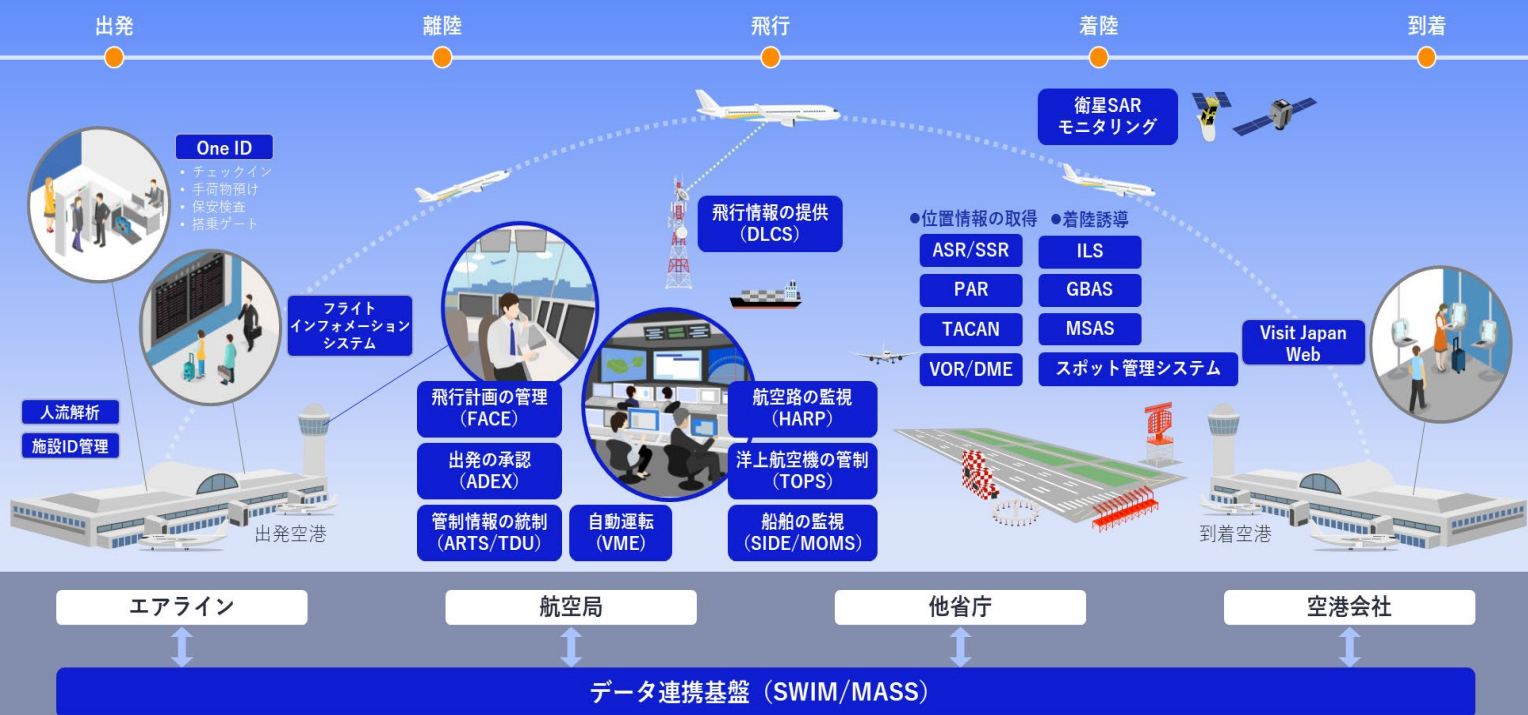 出発
離陸
飛行
着陸
到着
衛星SAR
モニタリング
One ID
• チェックイン
• 手荷物預け
• 保安検査
• 搭乗ゲート
フライト
インフォメーション
システム
人流解析
施設ID管理
出発空港
飛行情報の提供
(DLCS)
飛行計画の管理
(FACE)
出発の承認
(ADEX)
管制情報の統制
(ARTS/TDU)
自動運転
(VME)
航空路の監視
(HARP)
洋上航空機の管制
(TOPS)
船舶の監視
(SIDE/MOMS)
●位置情報の取得
ASR/SSR
PAR
TACAN
VOR/DME
●着陸誘導
ILS
GBAS
MSAS
スポット管理システム
Visit Japan
Web
到着空港
エアライン
航空局
他省庁
空港会社
データ連携基盤（SWIM/MASS）